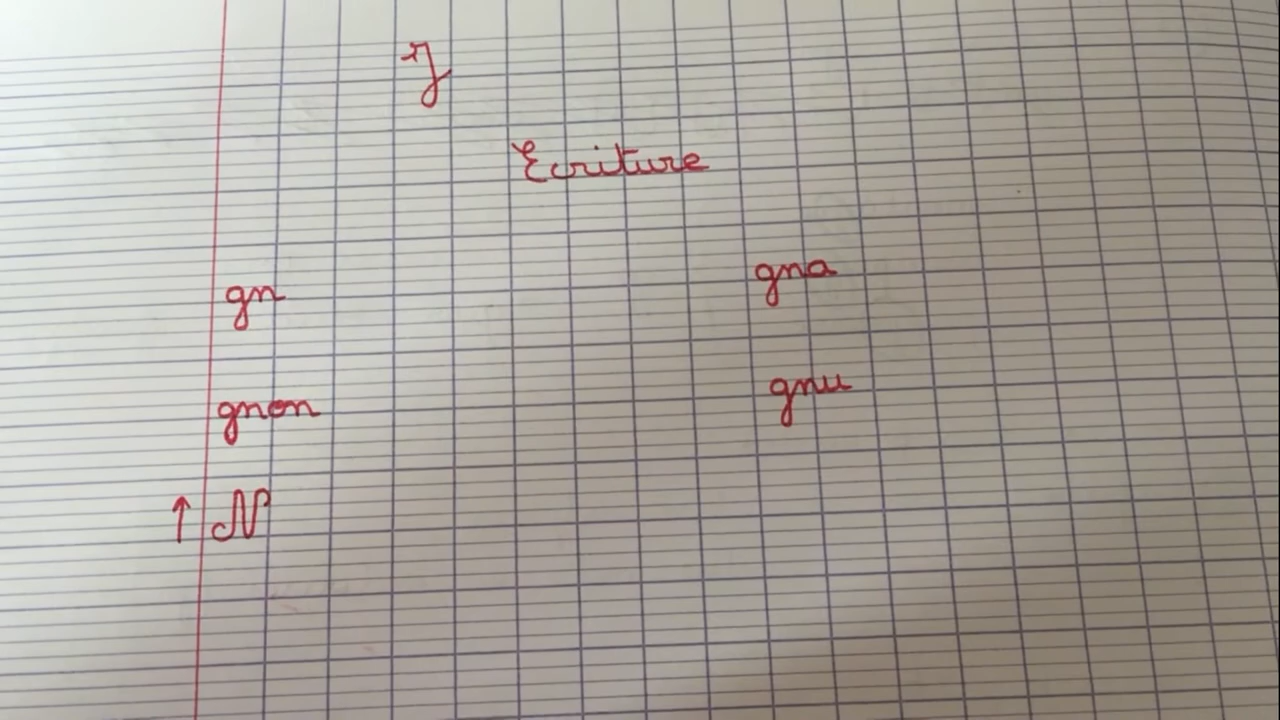 J
Ecriture
gn gna
gnon gnu
↑ N